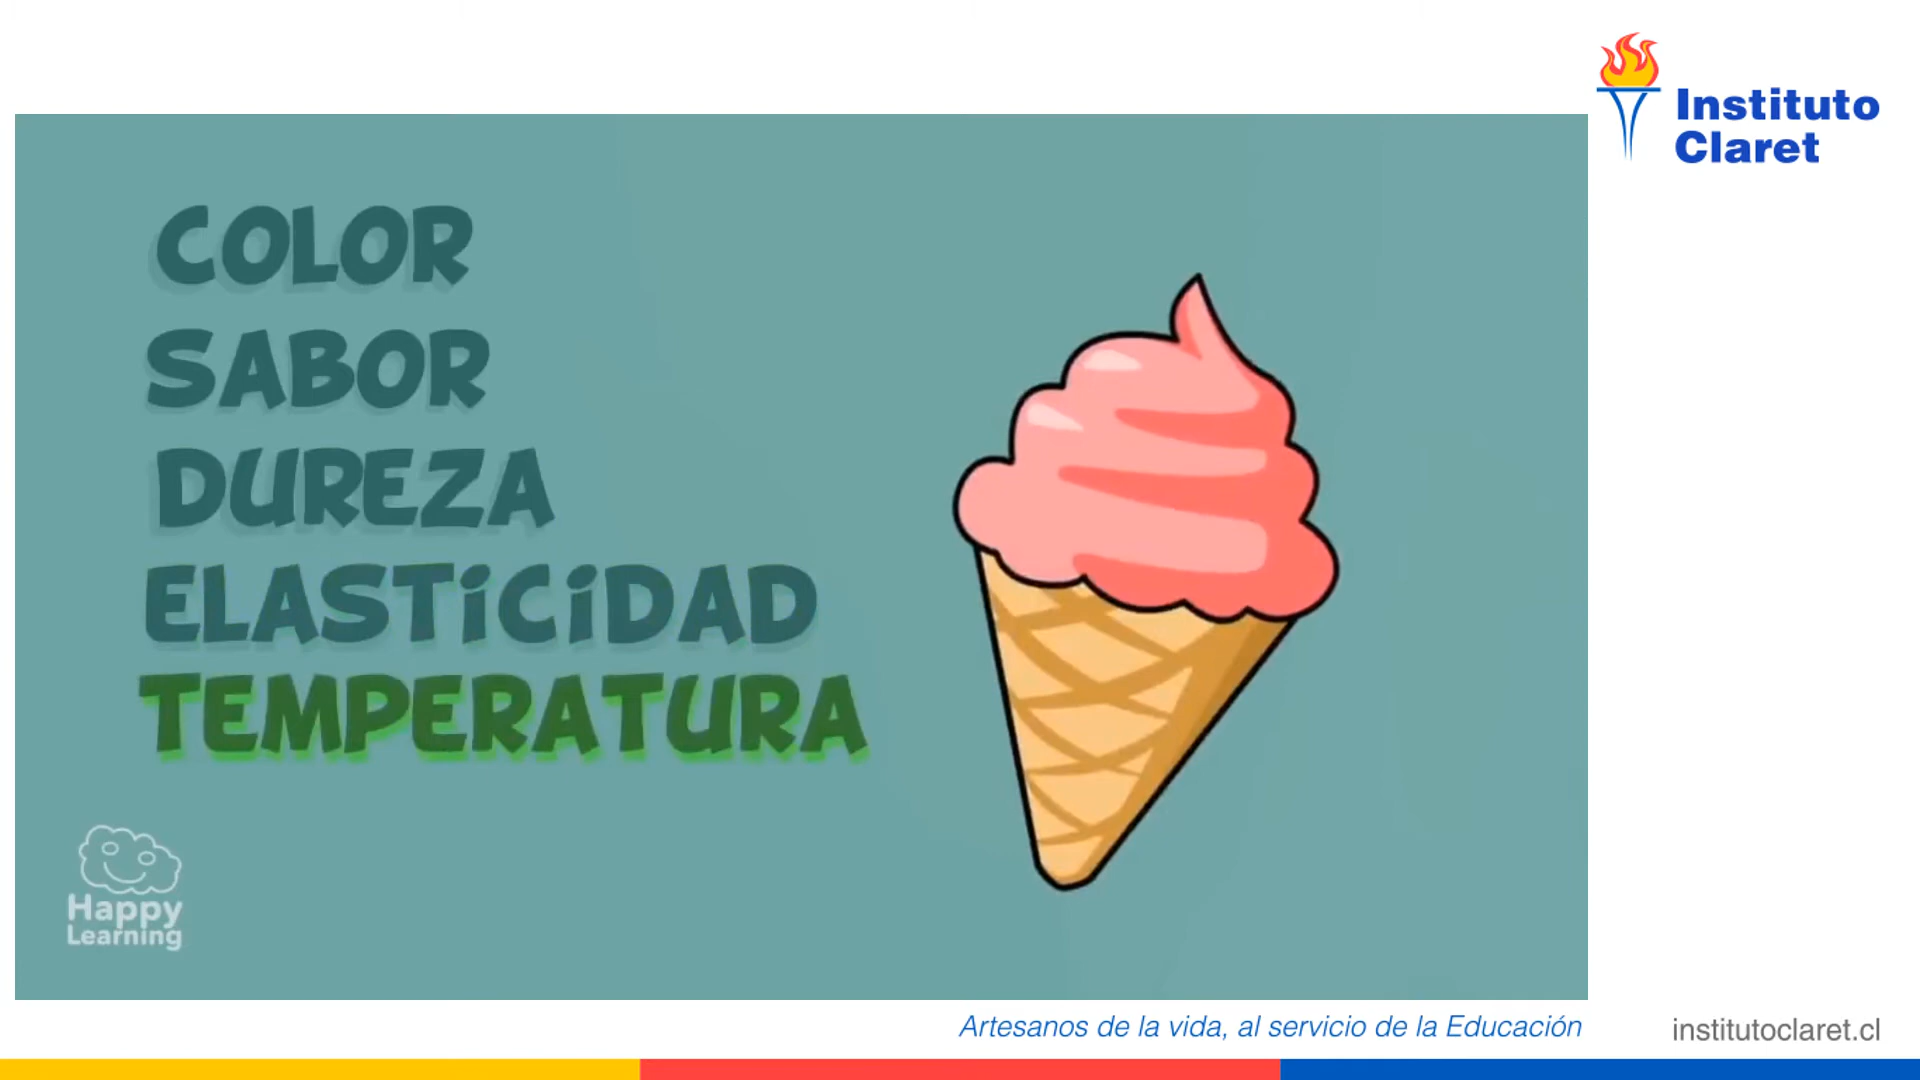 Instituto
Claret
COLOR
SABOR
DUREZA
ELASTiCiDAD
TEMPERATURA
Happy
Learning
Artesanos de la vida, al servicio de la Educación
institutoclaret.cl